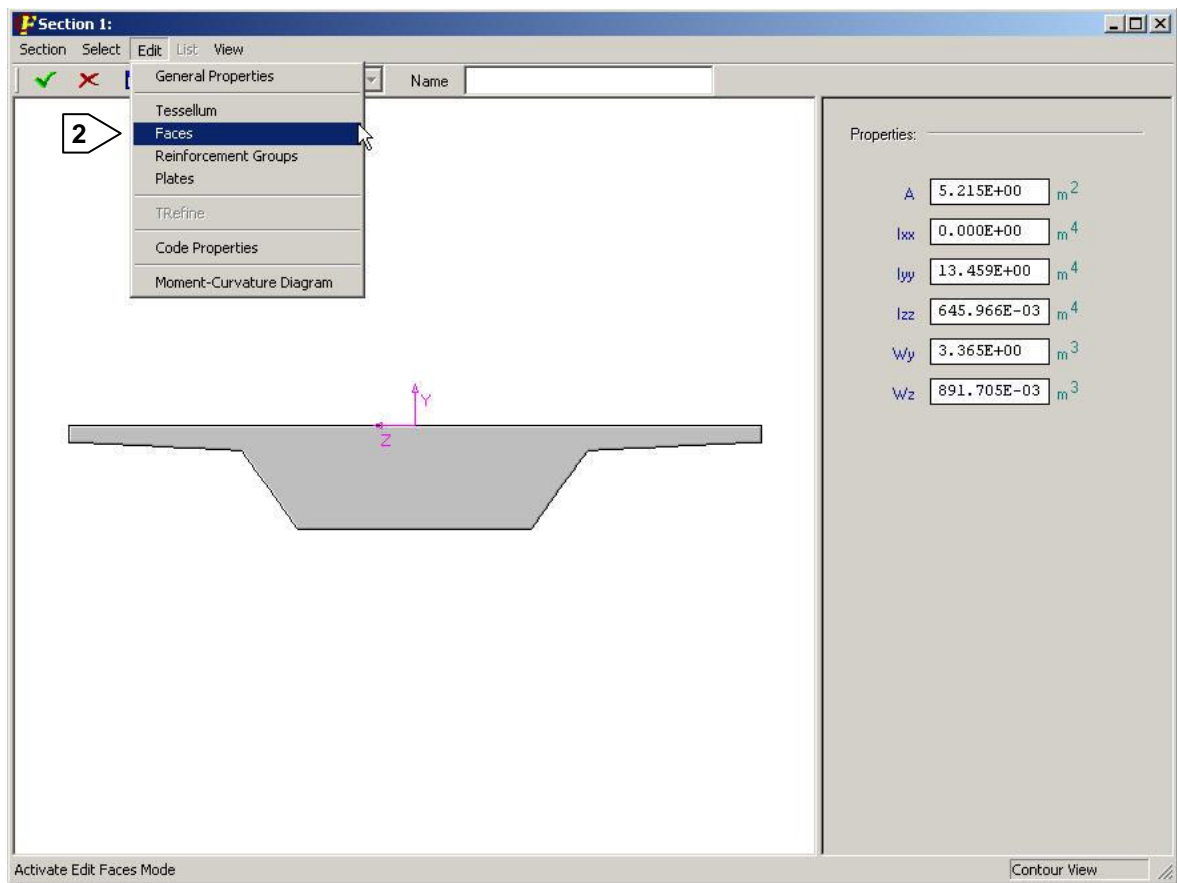 Section 1:
Section Select Edit List View
Name
General Properties
Tessellum
2
Faces
Reinforcement Groups
Plates
TRefine
Code Properties
Moment-Curvature Diagram
Properties:
A 5.215E+00 m2
Ixx 0.000E+00 m4
Iyy 13.459E+00 m4
Izz 645.966E-03 m4
Wy 3.365E+00 m3
Wz 891.705E-03 m3
Y
Z
Activate Edit Faces Mode
Contour View